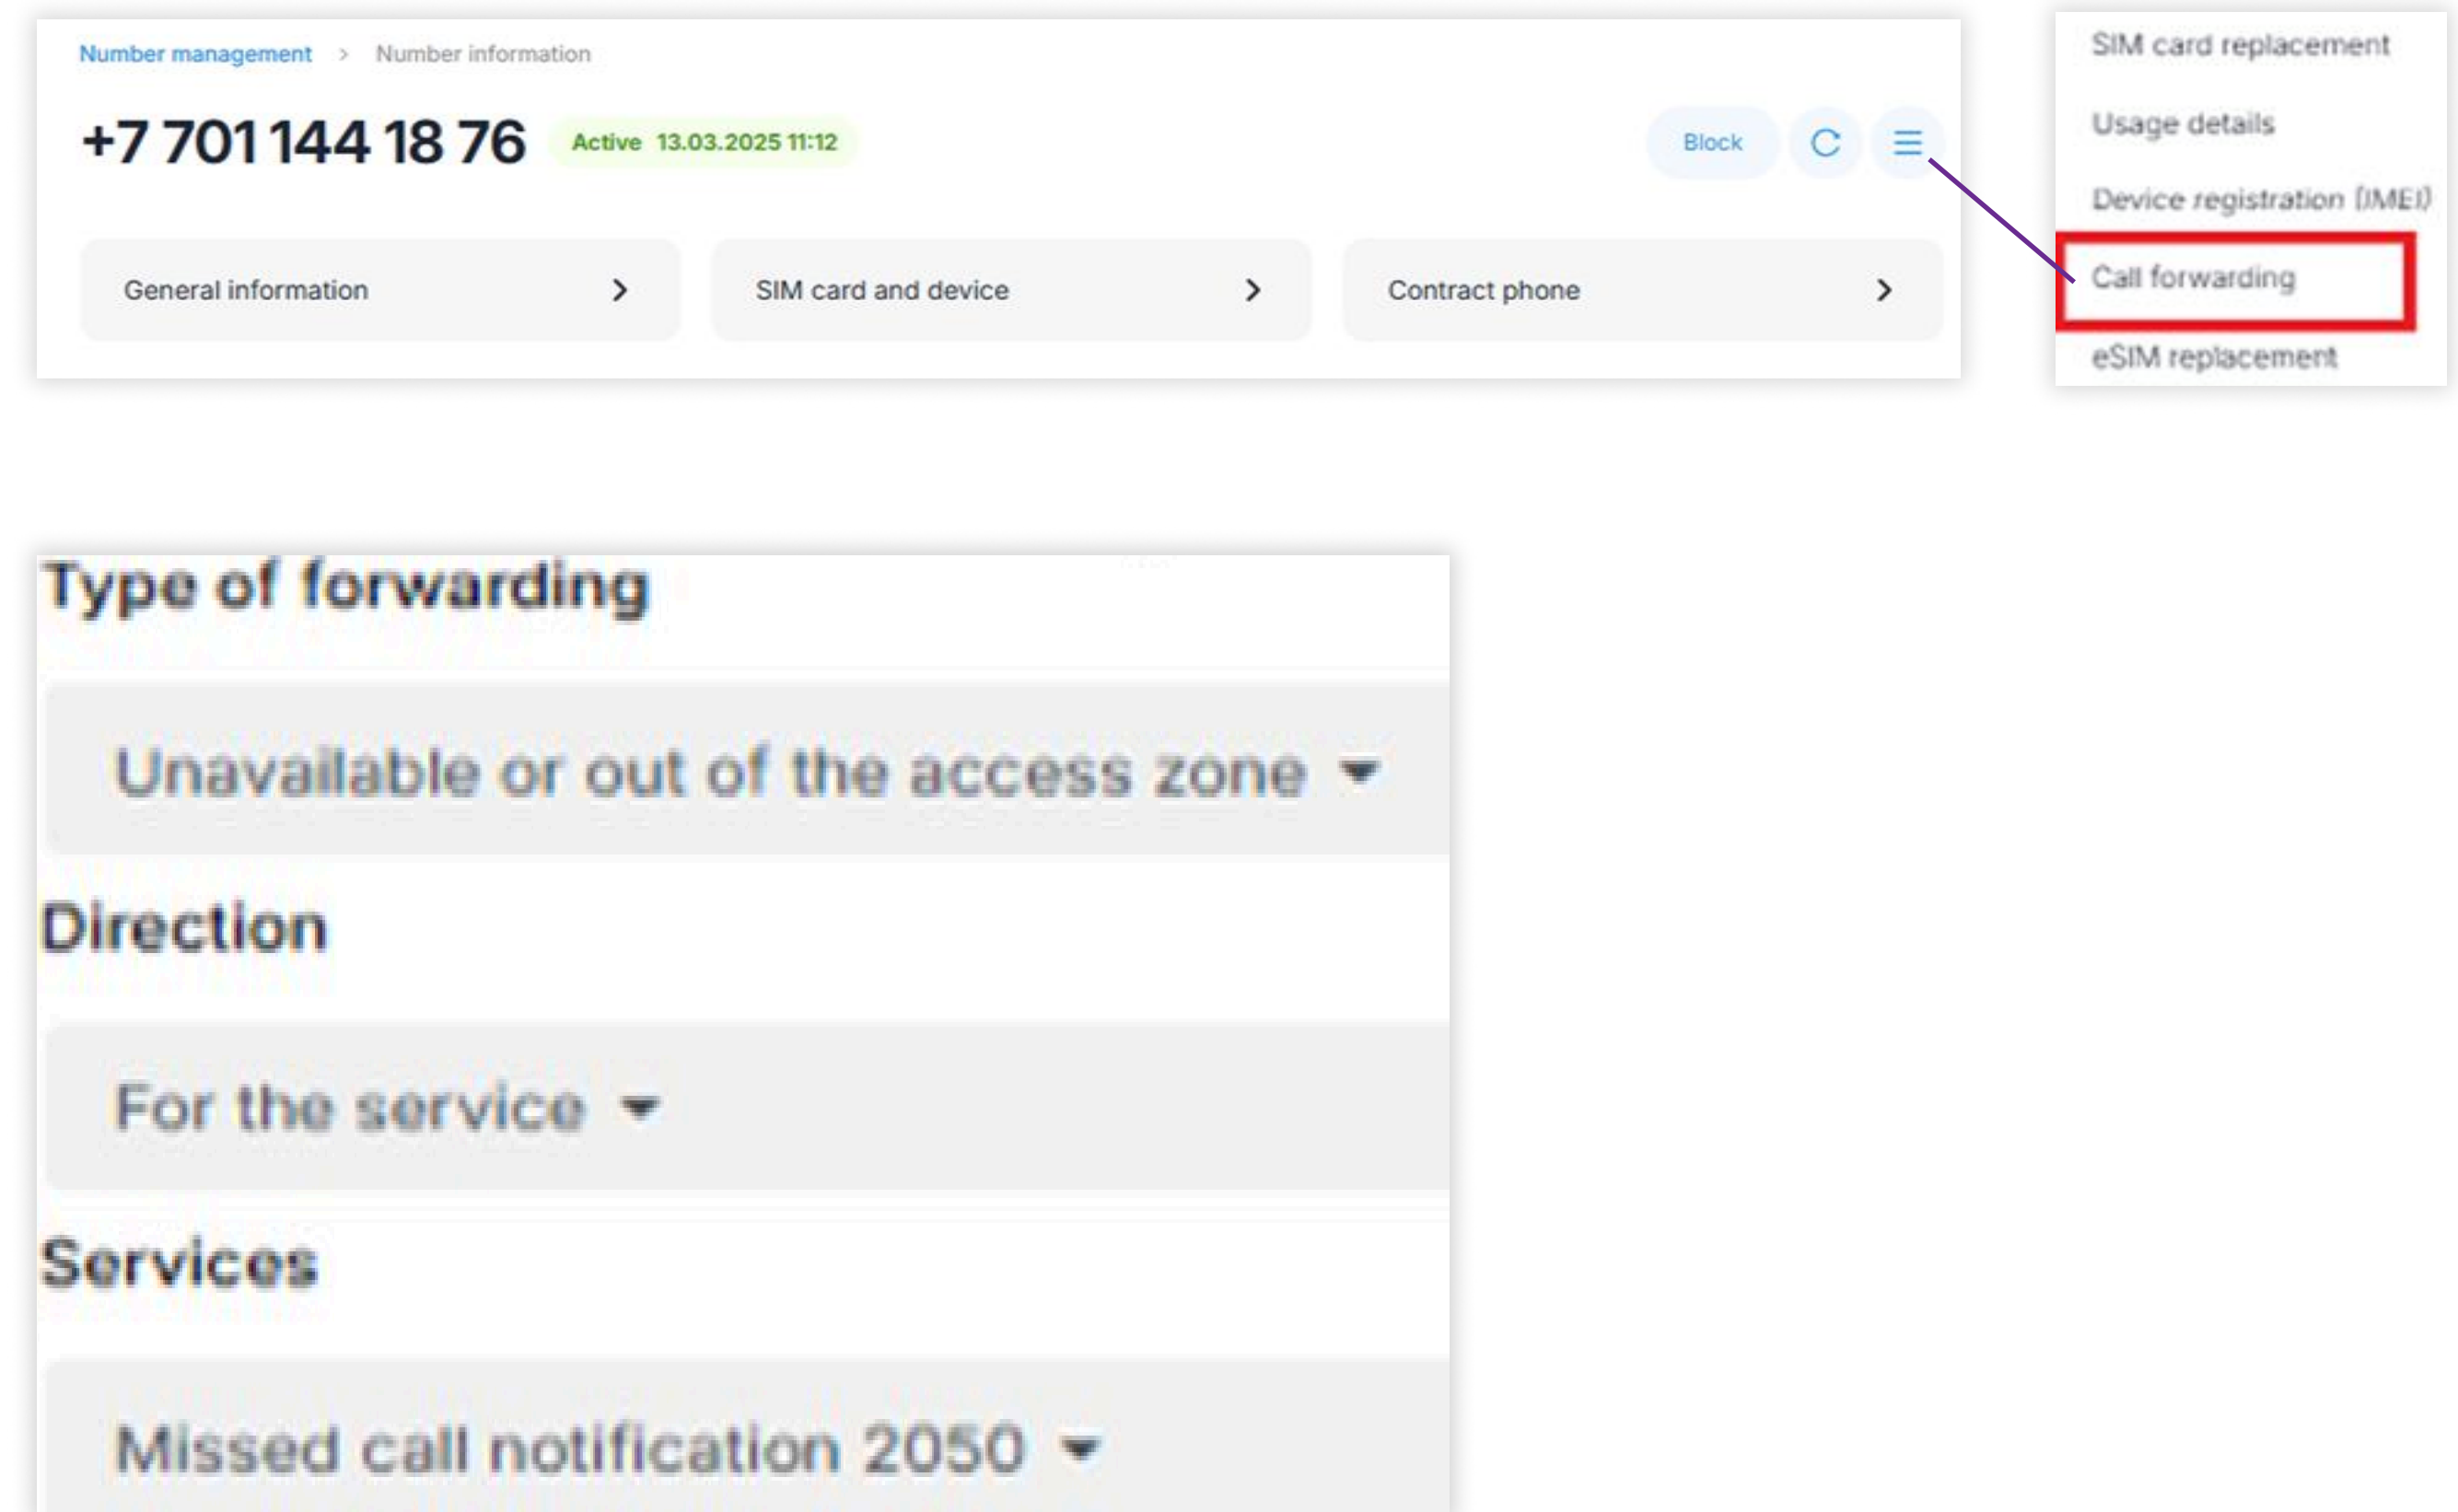 Number management > Number information
+7 701 144 18 76 Active 13.03.2025 11:12
Block
General information
SIM card and device
Contract phone
SIM card replacement
Usage details
Device registration (IMEI)
Call forwarding
eSIM replacement
Type of forwarding
Unavailable or out of the access zone
Direction
For the service
Services
Missed call notification 2050